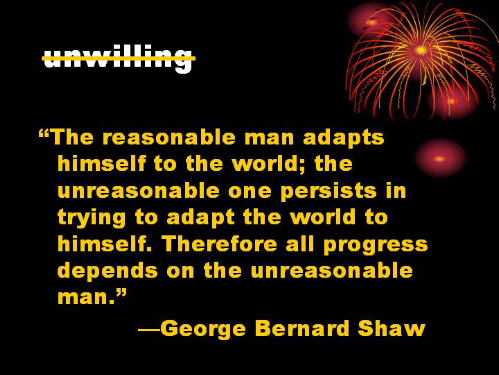 unwilling
“The reasonable man adapts
himself to the world; the
unreasonable one persists in
trying to adapt the world to
himself. Therefore all progress
depends on the unreasonable
man.”
—George Bernard Shaw